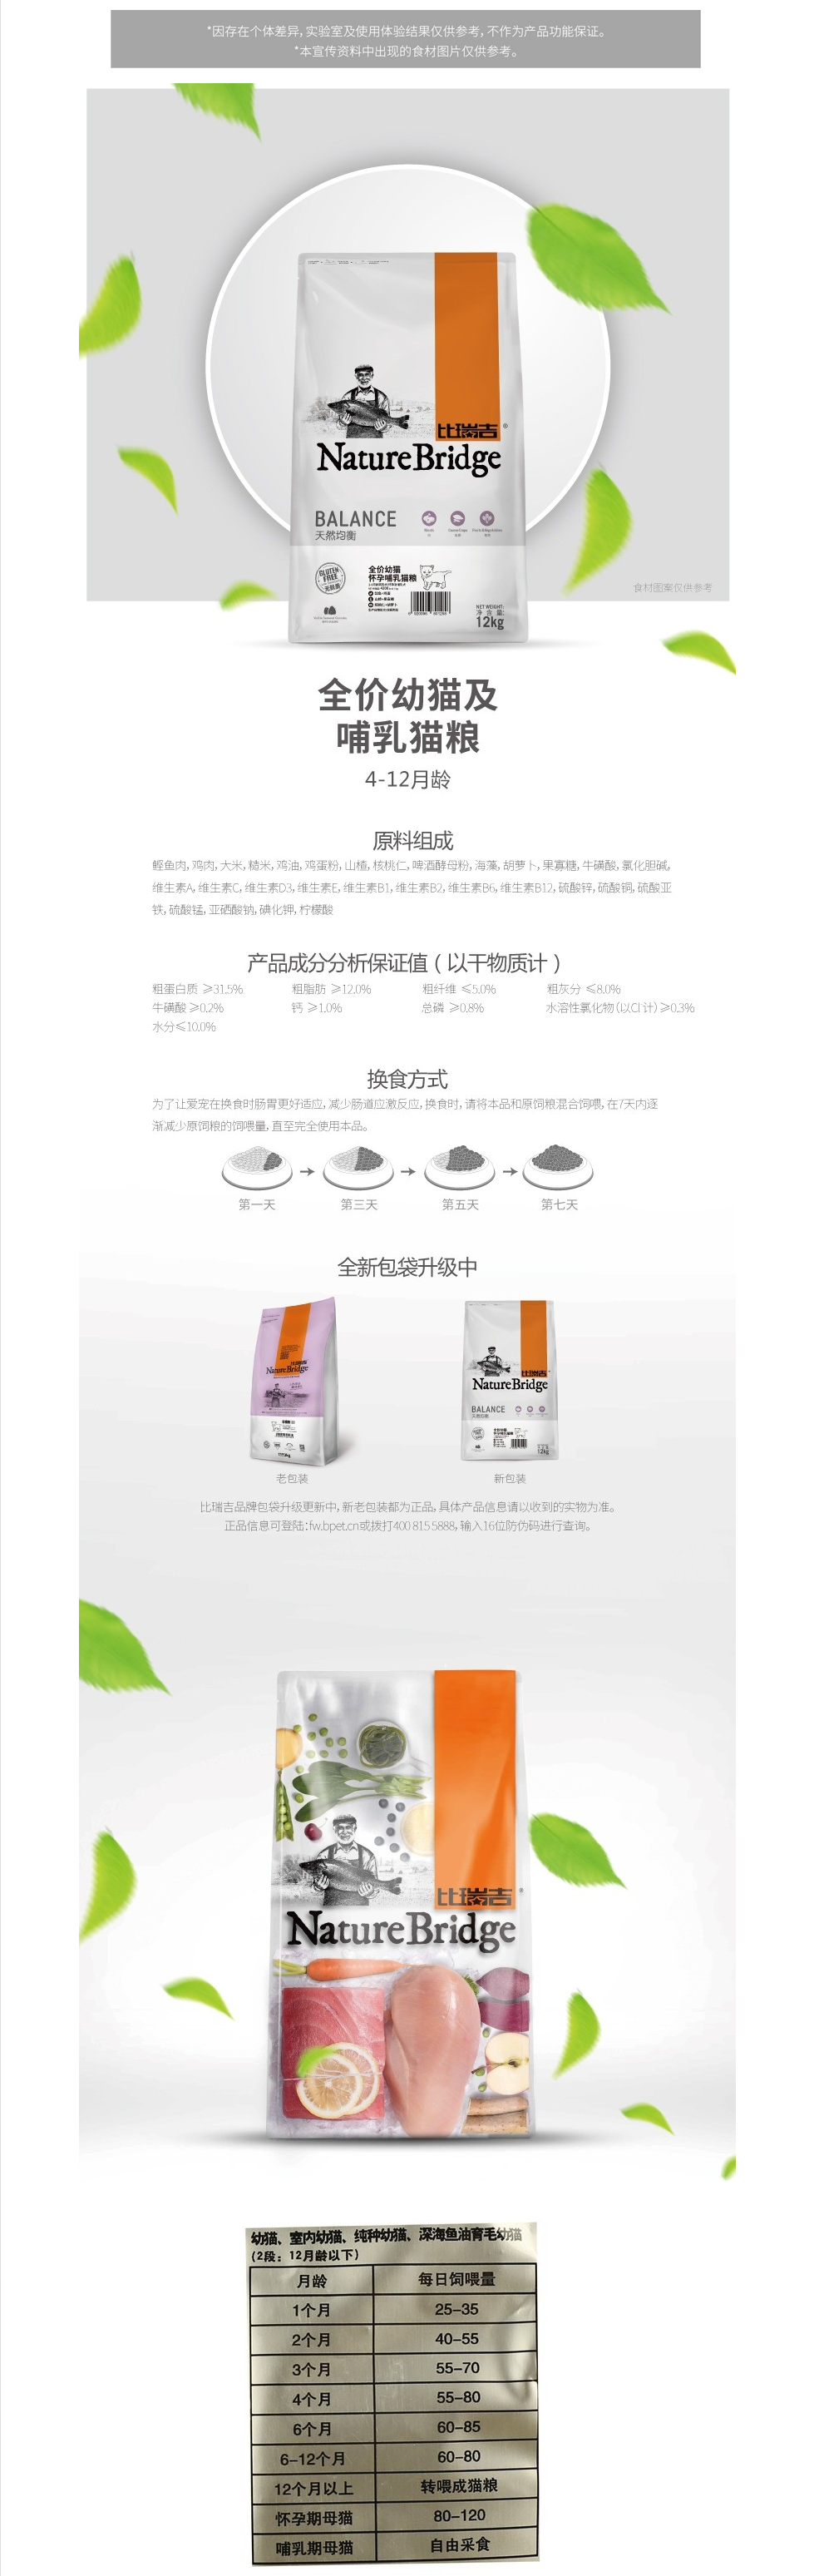 *因存在个体差异, 实验室及使用体验结果仅供参考, 不作为产品功能保证。
*本宣传资料中出现的食材图片仅供参考。
比瑞吉®
NatureBridge
BALANCE
天然均衡
GLUTEN FREE
全价幼猫
怀孕哺乳猫粮
NET WEIGHT:
净含量:
12kg
食材图案仅供参考
全价幼猫及
哺乳猫粮
4-12月龄
原料组成
鲣鱼肉, 鸡肉, 大米, 糙米, 鸡油, 鸡蛋粉, 山楂, 核桃仁, 啤酒酵母粉, 海藻, 胡萝卜, 果寡糖, 牛磺酸, 氯化胆碱,
维生素A, 维生素C, 维生素D3, 维生素E, 维生素B1, 维生素B2, 维生素B6, 维生素B12, 硫酸锌, 硫酸铜, 硫酸亚
铁, 硫酸锰, 亚硒酸钠, 碘化钾, 柠檬酸
产品成分分析保证值（以干物质计）
粗蛋白质 ≥31.5% 粗脂肪 ≥12.0% 粗纤维 ≤5.0% 粗灰分 ≤8.0%
牛磺酸 ≥0.2% 钙 ≥1.0% 总磷 ≥0.8% 水溶性氯化物(以Cl⁻计)≥0.3%
水分≤10.0%
换食方式
为了让爱宠在换食时肠胃更好适应, 减少肠道应激反应, 换食时, 请将本品和原饲粮混合饲喂, 在7天内逐
渐减少原饲粮的饲喂量, 直至完全使用本品。
第一天 第三天 第五天 第七天
全新包袋升级中
NatureBridge
比瑞吉
NatureBridge
BALANCE
天然均衡
12kg
老包装 新包装
比瑞吉品牌包袋升级更新中, 新老包装都为正品, 具体产品信息请以收到的实物为准。
正品信息可登陆：fw.bpet.cn或拨打400 815 5888, 输入16位防伪码进行查询。
比瑞吉®
NatureBridge
幼猫、室内幼猫、纯种幼猫、深海鱼油育毛幼猫
(2段：12月龄以下)
月龄 每日饲喂量
1个月 25–35
2个月 40–55
3个月 55–70
4个月 55–80
6个月 60–85
6–12个月 60–80
12个月以上 转喂成猫粮
怀孕期母猫 80–120
哺乳期母猫 自由采食